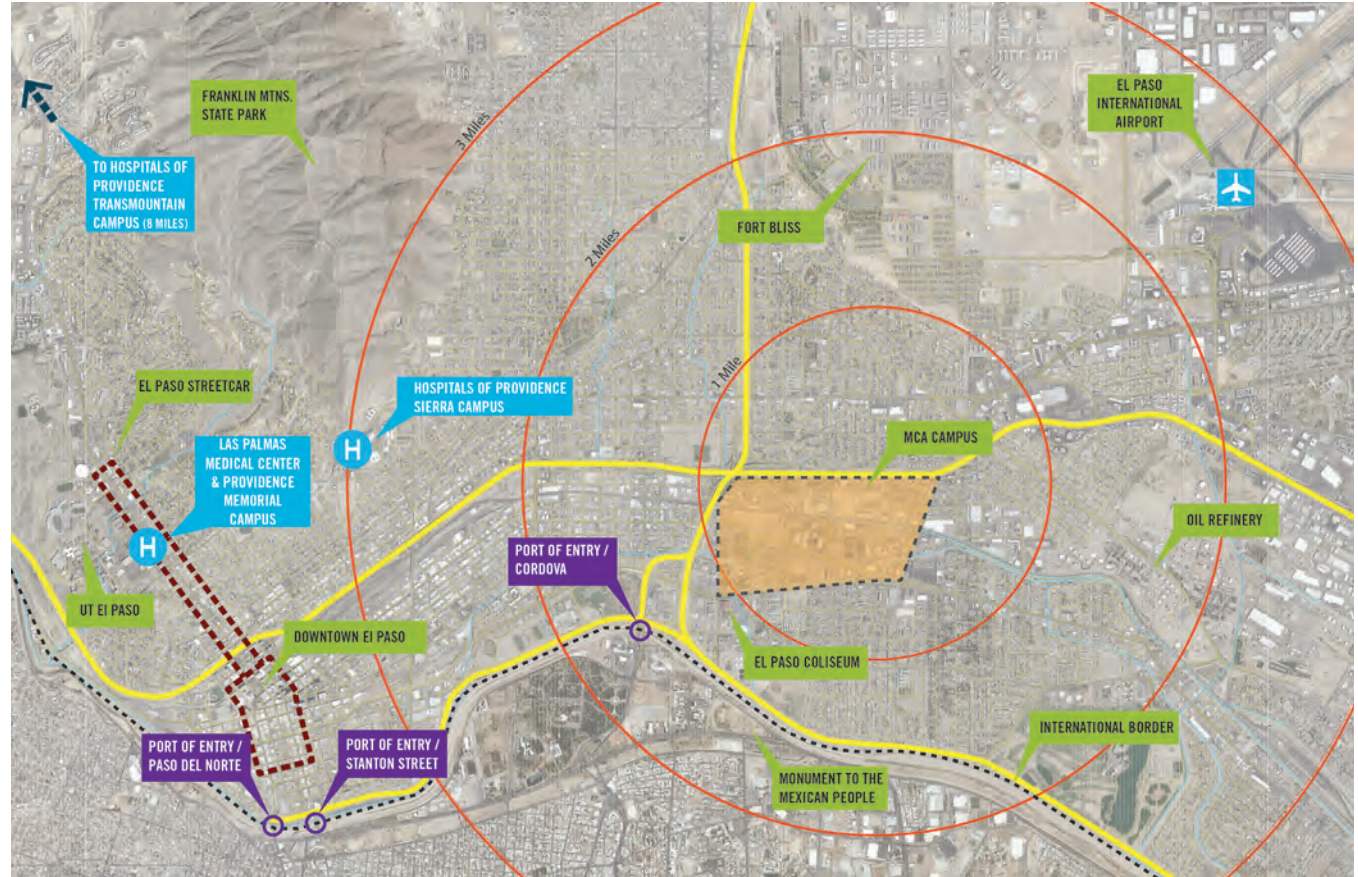 FRANKLIN MTNS.
STATE PARK
EL PASO
INTERNATIONAL
AIRPORT
3 Miles
TO HOSPITALS OF
PROVIDENCE
TRANSMOUNTAIN
CAMPUS (8 MILES)
FORT BLISS
2 Miles
1 Mile
EL PASO STREETCAR
HOSPITALS OF PROVIDENCE
SIERRA CAMPUS
H
MCA CAMPUS
LAS PALMAS
MEDICAL CENTER
& PROVIDENCE
MEMORIAL
CAMPUS
H
OIL REFINERY
PORT OF ENTRY /
CORDOVA
UT El PASO
DOWNTOWN El PASO
EL PASO COLISEUM
INTERNATIONAL BORDER
PORT OF ENTRY /
PASO DEL NORTE
PORT OF ENTRY /
STANTON STREET
MONUMENT TO THE
MEXICAN PEOPLE